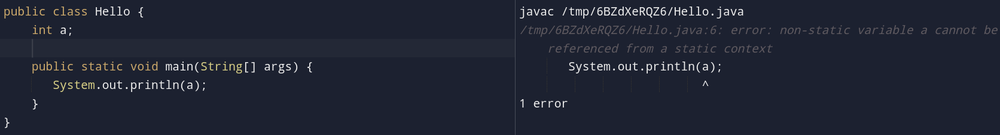 public class Hello {
    int a;

    public static void main(String[] args) {
       System.out.println(a);
    }
}
javac /tmp/6BZdXeRQZ6/Hello.java
/tmp/6BZdXeRQZ6/Hello.java:6: error: non-static variable a cannot be
    referenced from a static context
       System.out.println(a);
                          ^
1 error